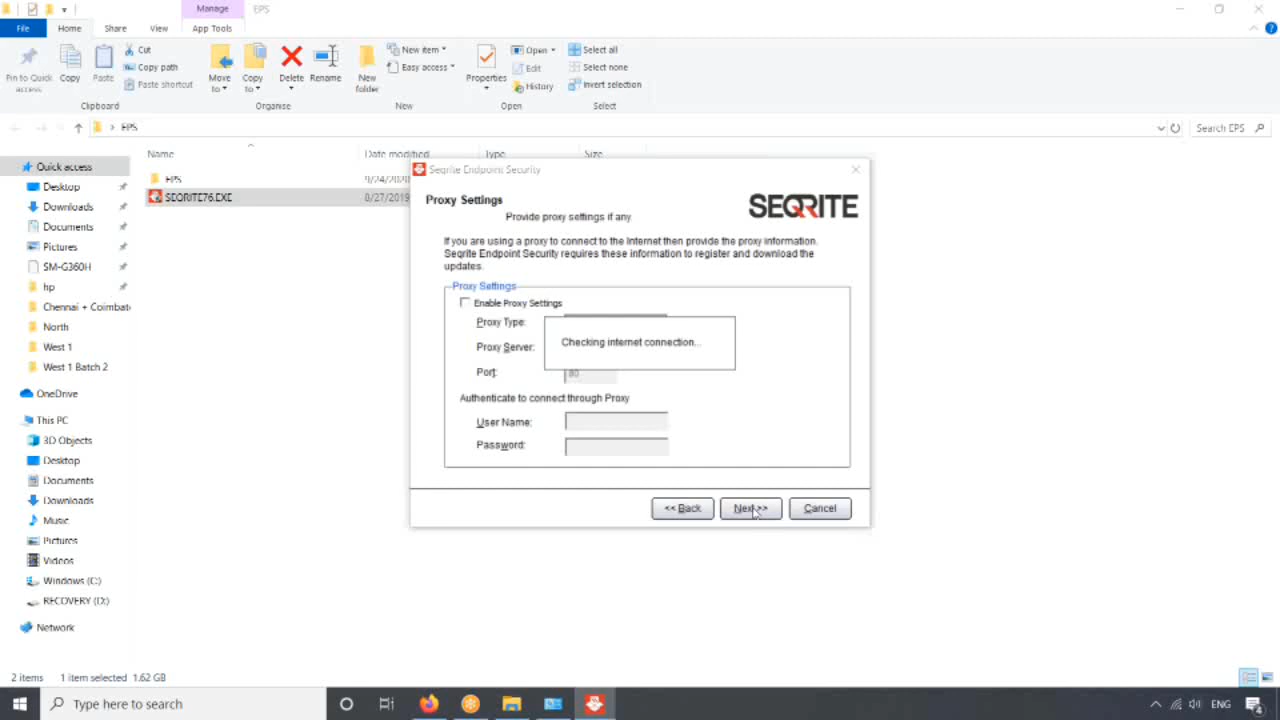 Manage
EPS
File
Home
Share
View
App Tools
Pin to Quick access
Copy
Paste
Cut
Copy path
Paste shortcut
Move to
Copy to
Delete
Rename
New folder
New item
Easy access
Properties
Open
Edit
History
Select all
Select none
Invert selection
Clipboard
Organise
New
Open
Select
EPS
Search EPS
Name
Date modified
Type
Size
EPS
9/24/2020
SEQRITE76.EXE
8/27/2019
Quick access
Desktop
Downloads
Documents
Pictures
SM-G360H
hp
Chennai + Coimbat
North
West 1
West 1 Batch 2
OneDrive
This PC
3D Objects
Desktop
Documents
Downloads
Music
Pictures
Videos
Windows (C:)
RECOVERY (D:)
Network
Seqrite Endpoint Security
Proxy Settings
SEQRITE
Provide proxy settings if any
If you are using a proxy to connect to the Internet then provide the proxy information.
Seqrite Endpoint Security requires these information to register and download the
updates.
Proxy Settings
Enable Proxy Settings
Proxy Type:
Proxy Server:
Checking internet connection...
Port:
80
Authenticate to connect through Proxy
User Name:
Password:
<< Back
Next >>
Cancel
2 items
1 item selected 1.62 GB
Type here to search
ENG